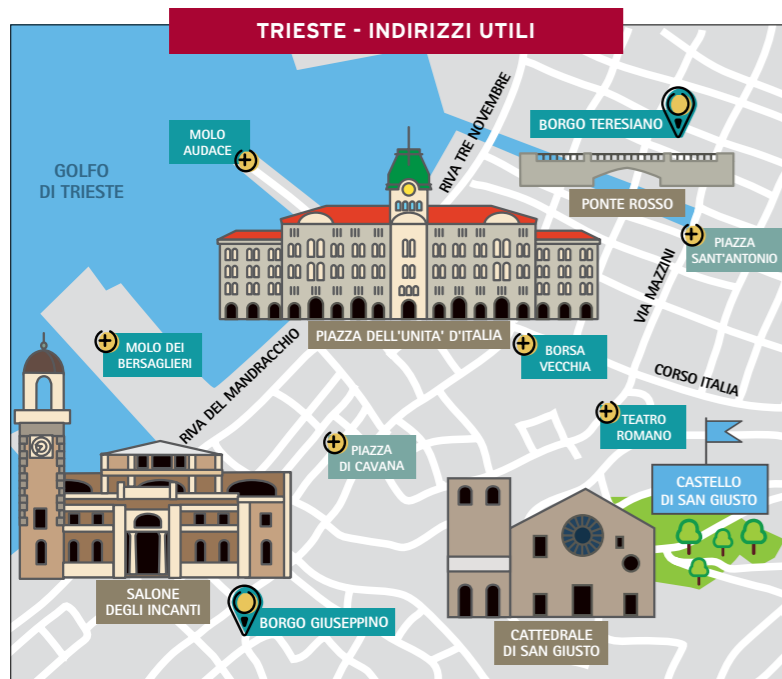 TRIESTE - INDIRIZZI UTILI
MOLO
AUDACE
GOLFO
DI TRIESTE
RIVA TRE NOVEMBRE
BORGO TERESIANO
PONTE ROSSO
PIAZZA
SANT'ANTONIO
VIA MAZZINI
PIAZZA DELL'UNITA' D'ITALIA
MOLO DEI
BERSAGLIERI
BORSA
VECCHIA
RIVA DEL MANDRACCHIO
CORSO ITALIA
TEATRO
ROMANO
PIAZZA
DI CAVANA
CASTELLO
DI SAN GIUSTO
SALONE
DEGLI INCANTI
BORGO GIUSEPPINO
CATTEDRALE
DI SAN GIUSTO